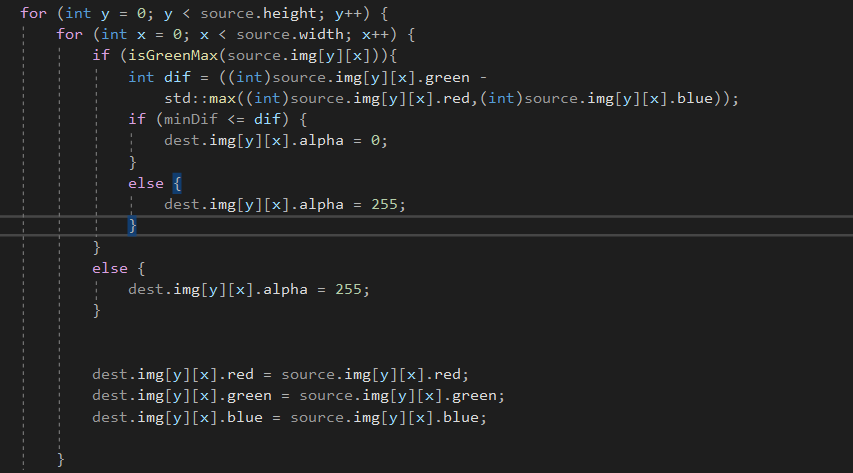 for (int y = 0; y < source.height; y++) {
    for (int x = 0; x < source.width; x++) {
        if (isGreenMax(source.img[y][x])){
            int dif = ((int)source.img[y][x].green -
                std::max((int)source.img[y][x].red,(int)source.img[y][x].blue));
            if (minDif <= dif) {
                dest.img[y][x].alpha = 0;
            }
            else {
                dest.img[y][x].alpha = 255;
            }
        }
        else {
            dest.img[y][x].alpha = 255;
        }
        dest.img[y][x].red = source.img[y][x].red;
        dest.img[y][x].green = source.img[y][x].green;
        dest.img[y][x].blue = source.img[y][x].blue;
    }